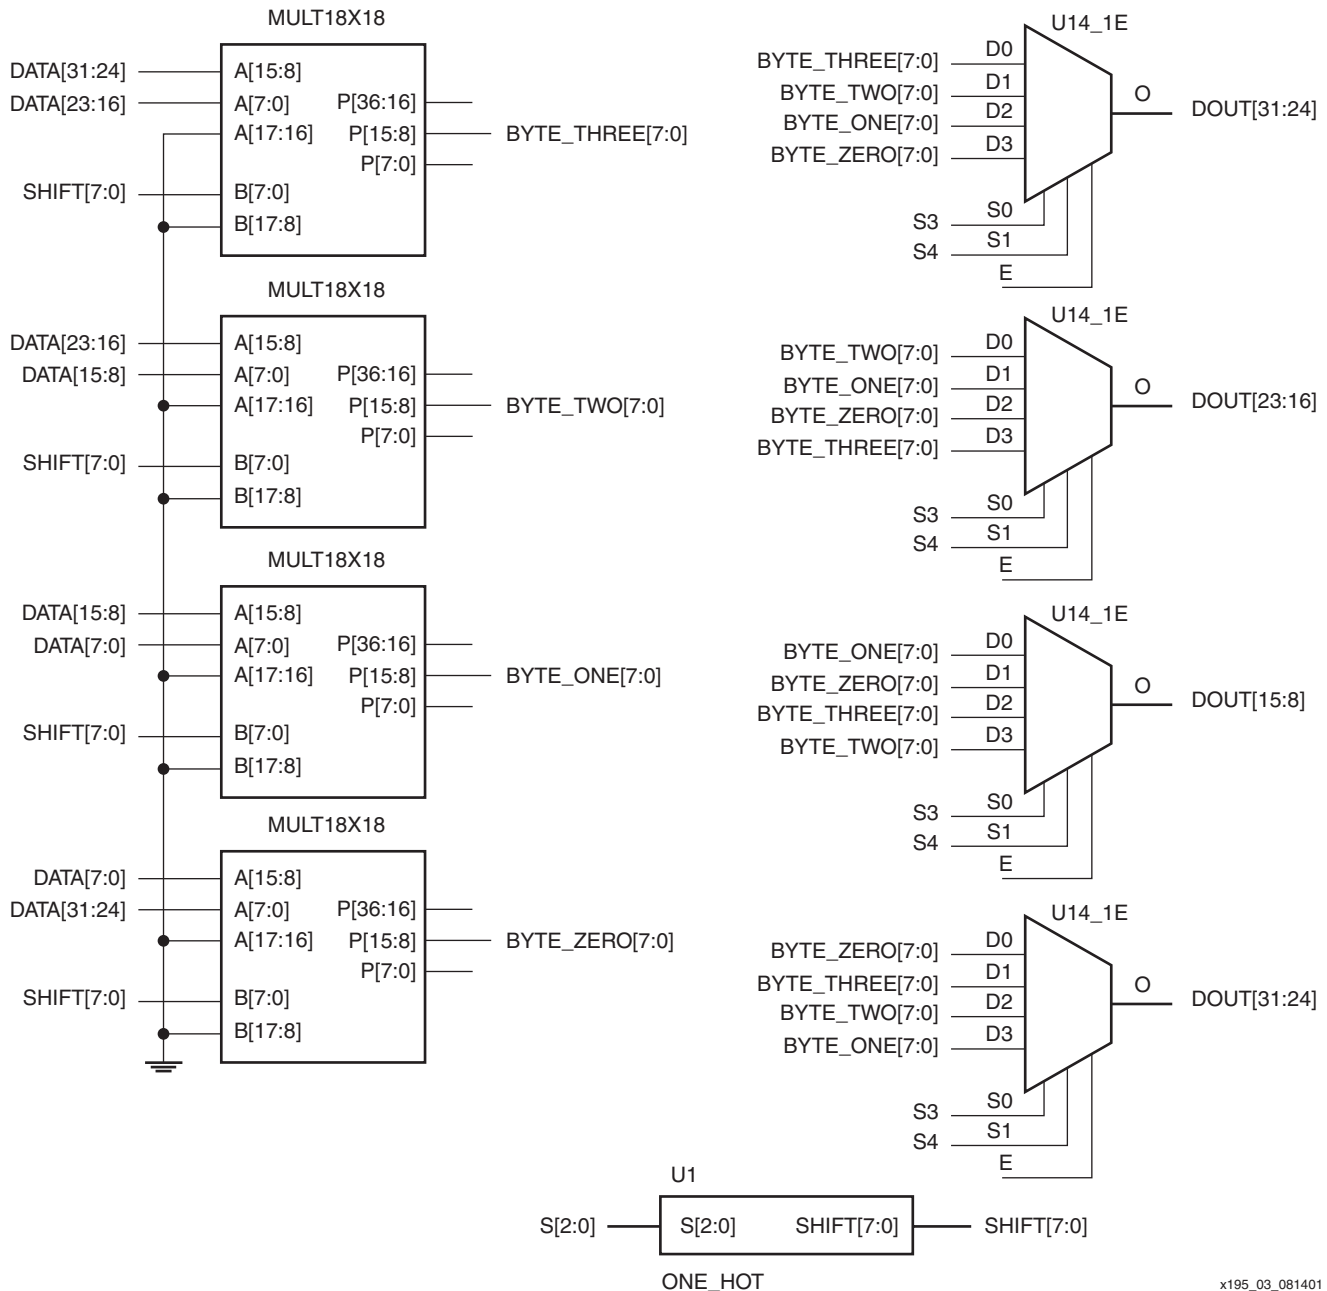 MULT18X18
DATA[31:24] A[15:8]
DATA[23:16] A[7:0] P[36:16]
A[17:16] P[15:8] BYTE_THREE[7:0]
P[7:0]
SHIFT[7:0] B[7:0]
B[17:8]
MULT18X18
DATA[23:16] A[15:8]
DATA[15:8] A[7:0] P[36:16]
A[17:16] P[15:8] BYTE_TWO[7:0]
P[7:0]
SHIFT[7:0] B[7:0]
B[17:8]
MULT18X18
DATA[15:8] A[15:8]
DATA[7:0] A[7:0] P[36:16]
A[17:16] P[15:8] BYTE_ONE[7:0]
P[7:0]
SHIFT[7:0] B[7:0]
B[17:8]
MULT18X18
DATA[7:0] A[15:8]
DATA[31:24] A[7:0] P[36:16]
A[17:16] P[15:8] BYTE_ZERO[7:0]
P[7:0]
SHIFT[7:0] B[7:0]
B[17:8]
U14_1E
BYTE_THREE[7:0] D0
BYTE_TWO[7:0] D1
O DOUT[31:24]
BYTE_ONE[7:0] D2
BYTE_ZERO[7:0] D3
S3 S0
S4 S1
E
U14_1E
BYTE_TWO[7:0] D0
BYTE_ONE[7:0] D1
O DOUT[23:16]
BYTE_ZERO[7:0] D2
BYTE_THREE[7:0] D3
S3 S0
S4 S1
E
U14_1E
BYTE_ONE[7:0] D0
BYTE_ZERO[7:0] D1
O DOUT[15:8]
BYTE_THREE[7:0] D2
BYTE_TWO[7:0] D3
S3 S0
S4 S1
E
U14_1E
BYTE_ZERO[7:0] D0
BYTE_THREE[7:0] D1
O DOUT[31:24]
BYTE_TWO[7:0] D2
BYTE_ONE[7:0] D3
S3 S0
S4 S1
E
U1
S[2:0] S[2:0] SHIFT[7:0] SHIFT[7:0]
ONE_HOT
x195_03_081401